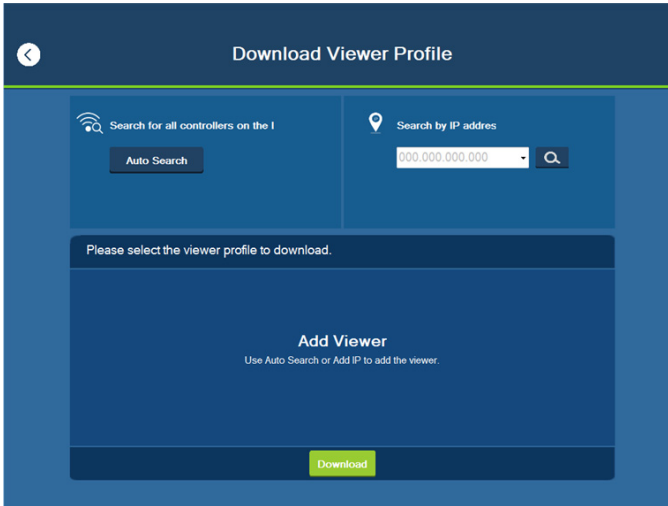 Download Viewer Profile
Search for all controllers on the l
Auto Search
Search by IP addres
000.000.000.000
Please select the viewer profile to download.
Add Viewer
Use Auto Search or Add IP to add the viewer.
Download